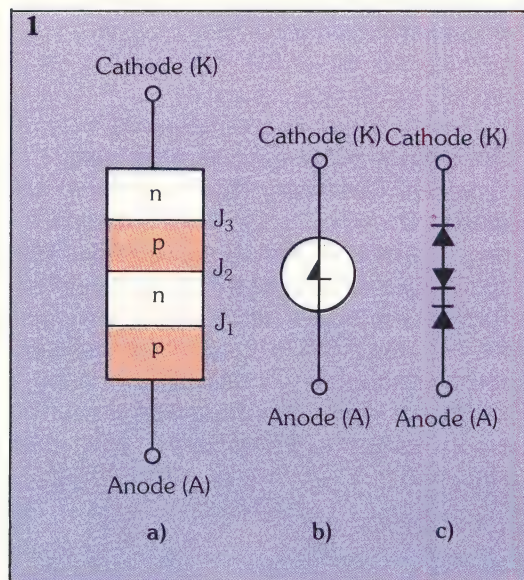 1
Cathode (K)
n
J3
p
J2
n
J1
p
Anode (A)
a)
Cathode (K)
Anode (A)
b)
Cathode (K)
Anode (A)
c)